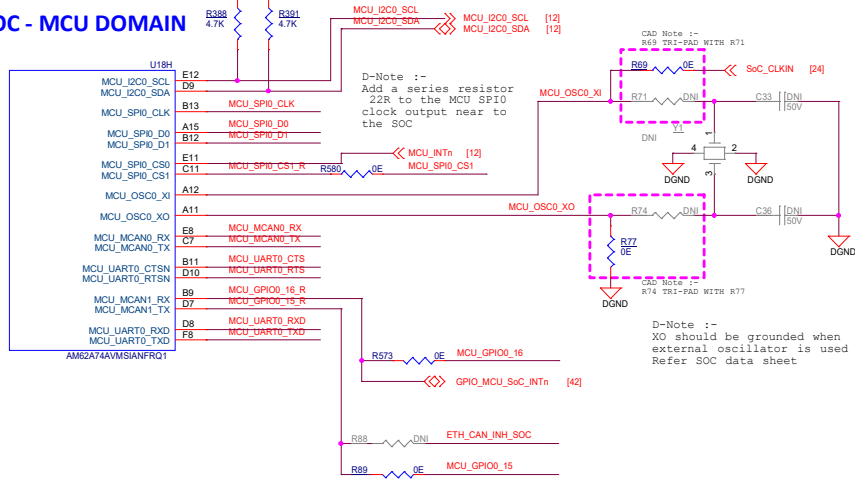 OC - MCU DOMAIN
R388
4.7K
R391
4.7K
MCU_I2C0_SCL
MCU_I2C0_SDA
MCU_I2C0_SCL [12]
MCU_I2C0_SDA [12]
U18H
MCU_I2C0_SCL E12
MCU_I2C0_SDA D9
MCU_SPI0_CLK B13 MCU_SPI0_CLK
MCU_SPI0_D0 A15 MCU_SPI0_D0
MCU_SPI0_D1 B12 MCU_SPI0_D1
MCU_SPI0_CS0 E11
MCU_SPI0_CS1 C11 MCU_SPI0_CS1_R
MCU_OSC0_XI A12
MCU_OSC0_XO A11
MCU_MCAN0_RX E8 MCU_MCAN0_RX
MCU_MCAN0_TX C7 MCU_MCAN0_TX
MCU_UART0_CTSN B11 MCU_UART0_CTS
MCU_UART0_RTSN D10 MCU_UART0_RTS
MCU_MCAN1_RX B9 MCU_GPIO0_16_R
MCU_MCAN1_TX D7 MCU_GPIO0_15_R
MCU_UART0_RXD D8 MCU_UART0_RXD
MCU_UART0_TXD F8 MCU_UART0_TXD
AM62A74AVMSIANFRQ1
D-Note :-
Add a series resistor
22R to the MCU SPI0
clock output near to
the SOC
MCU_INTn [12]
R580 0E MCU_SPI0_CS1
MCU_OSC0_XI
MCU_OSC0_XO
CAD Note :-
R69 TRI-PAD WITH R71
R69 0E SoC_CLKIN [24]
R71 DNI
C33 DNI
50V
DNI
Y1
1
4 2
3
DGND
DGND
R74 DNI
C36 DNI
50V
R77
0E
DGND
DGND
CAD Note :-
R74 TRI-PAD WITH R77
D-Note :-
XO should be grounded when
external oscillator is used
Refer SOC data sheet
R573 0E MCU_GPIO0_16
GPIO_MCU_SoC_INTn [42]
R88 DNI ETH_CAN_INH_SOC
R89 0E MCU_GPIO0_15